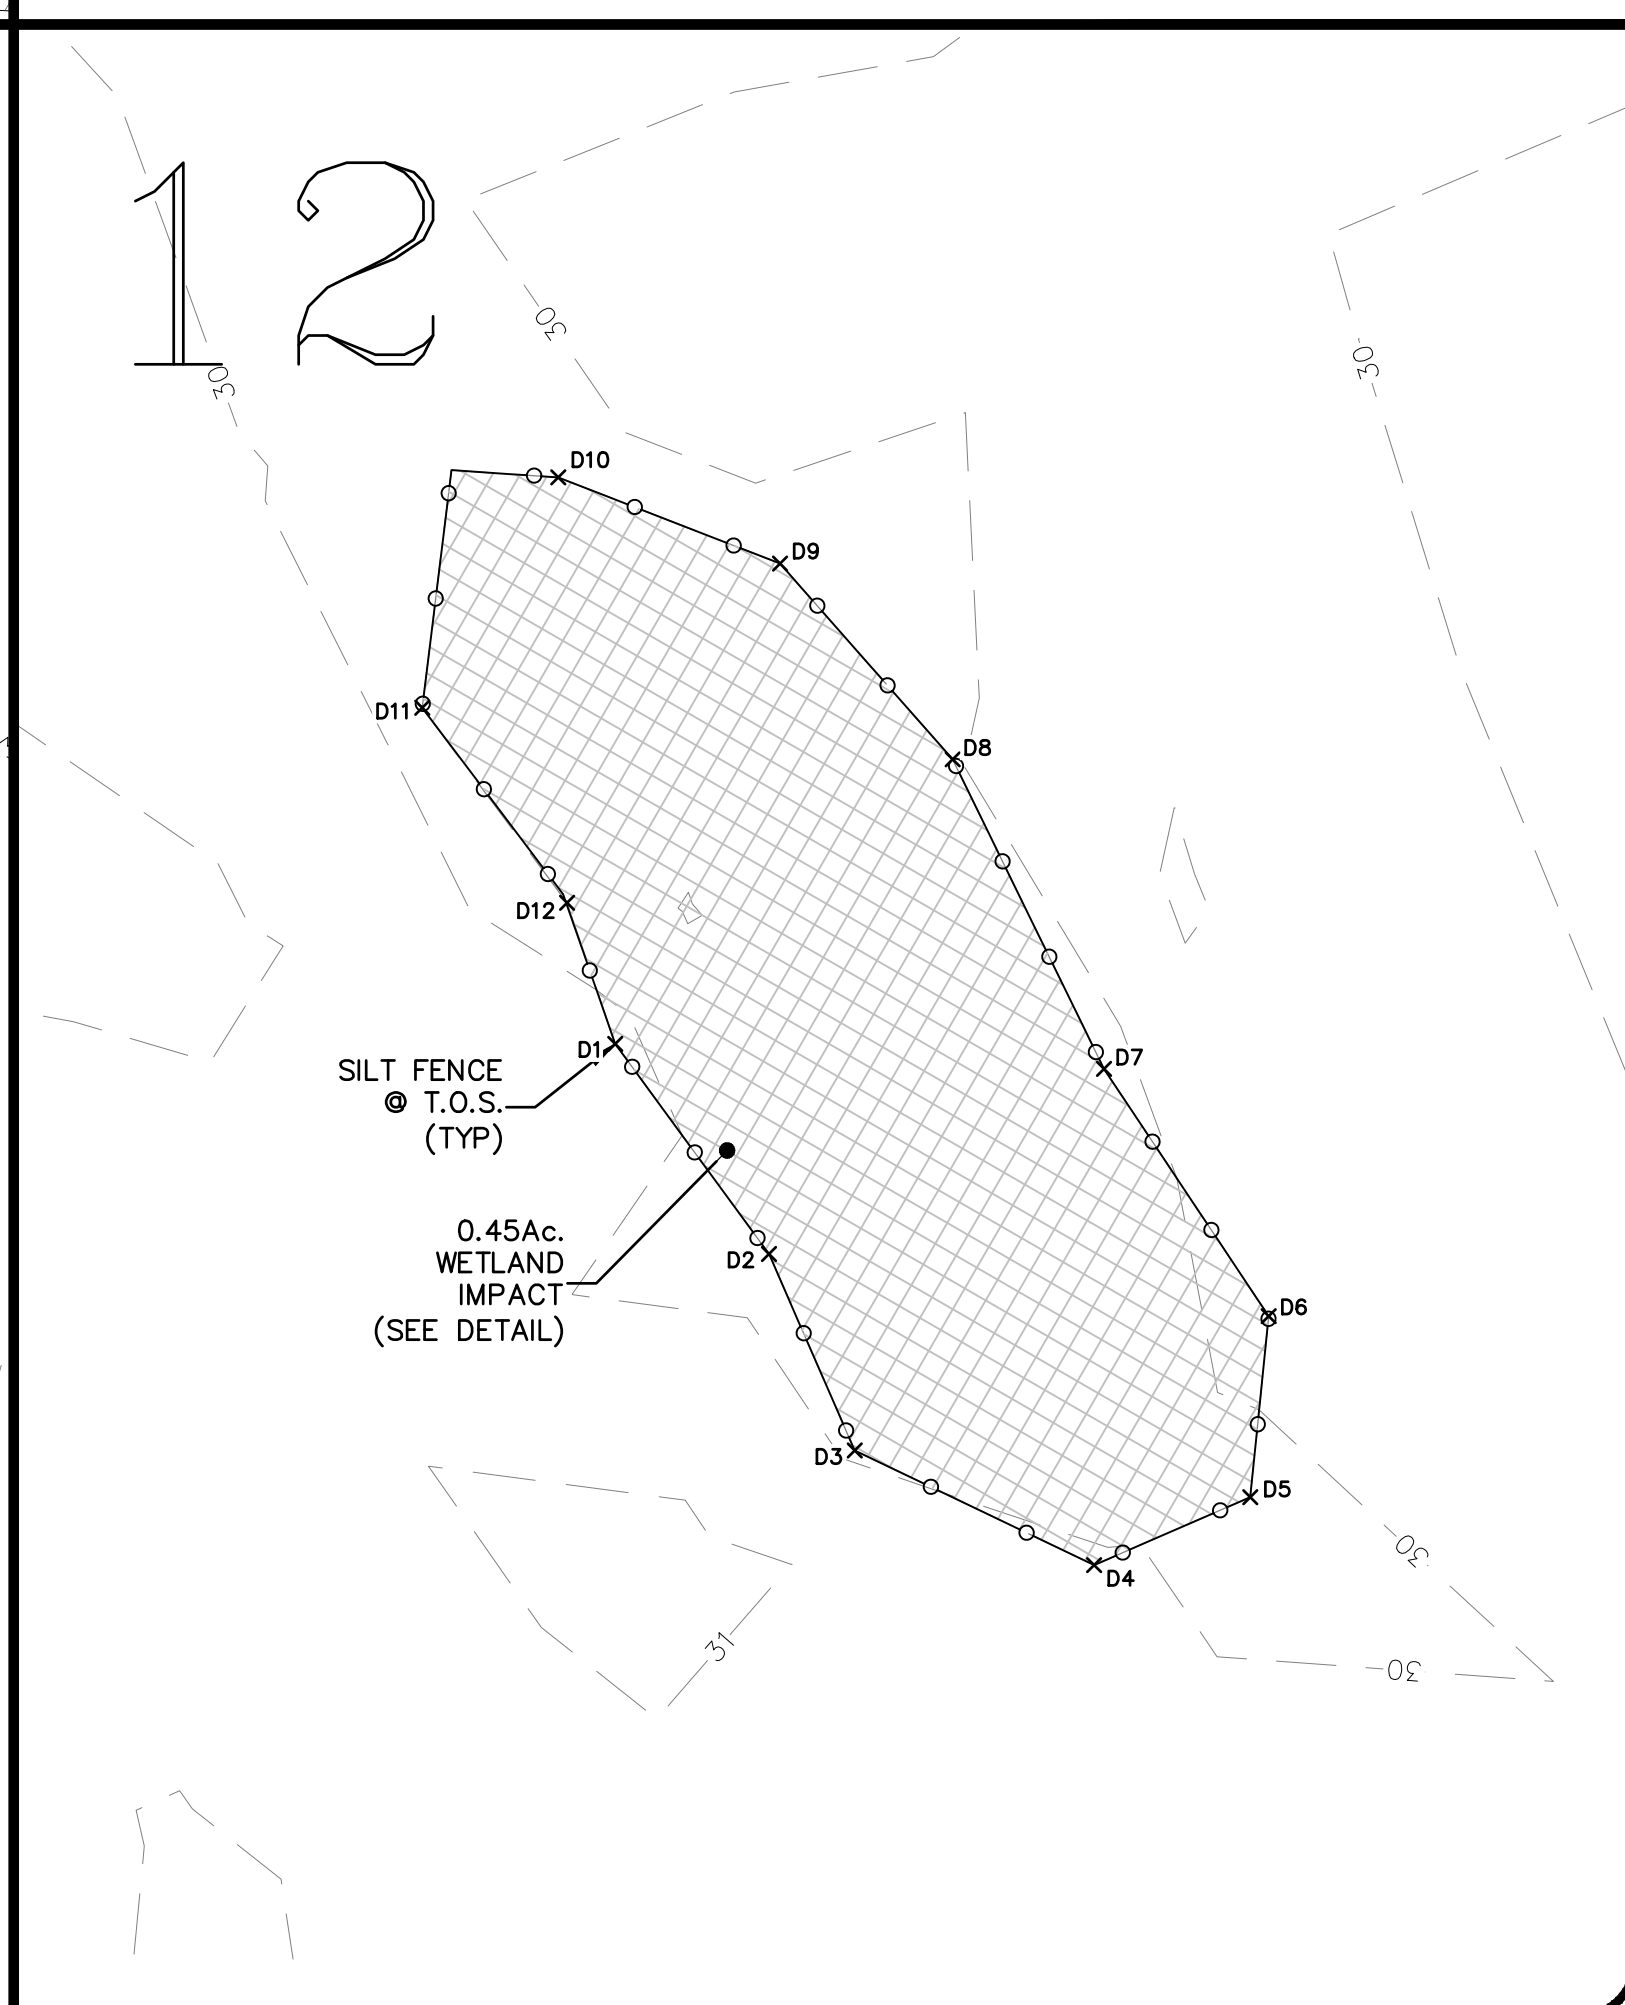 12
30
30
30
D10
D9
D8
D11
D12
D1
SILT FENCE
@ T.O.S.
(TYP)
D7
0.45Ac.
WETLAND
IMPACT
(SEE DETAIL)
D2
D6
D3
D5
D4
30
31
30